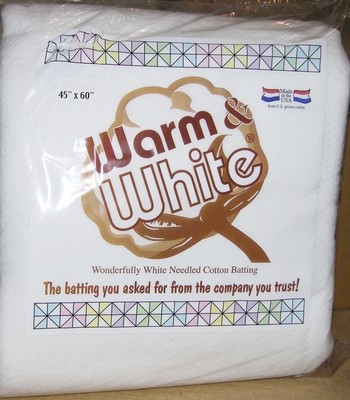 45" x 60"
Made
in the
USA
from U.S. grown cotton
Warm &
White®
Wonderfully White Needled Cotton Batting
The batting you asked for from the company you trust!